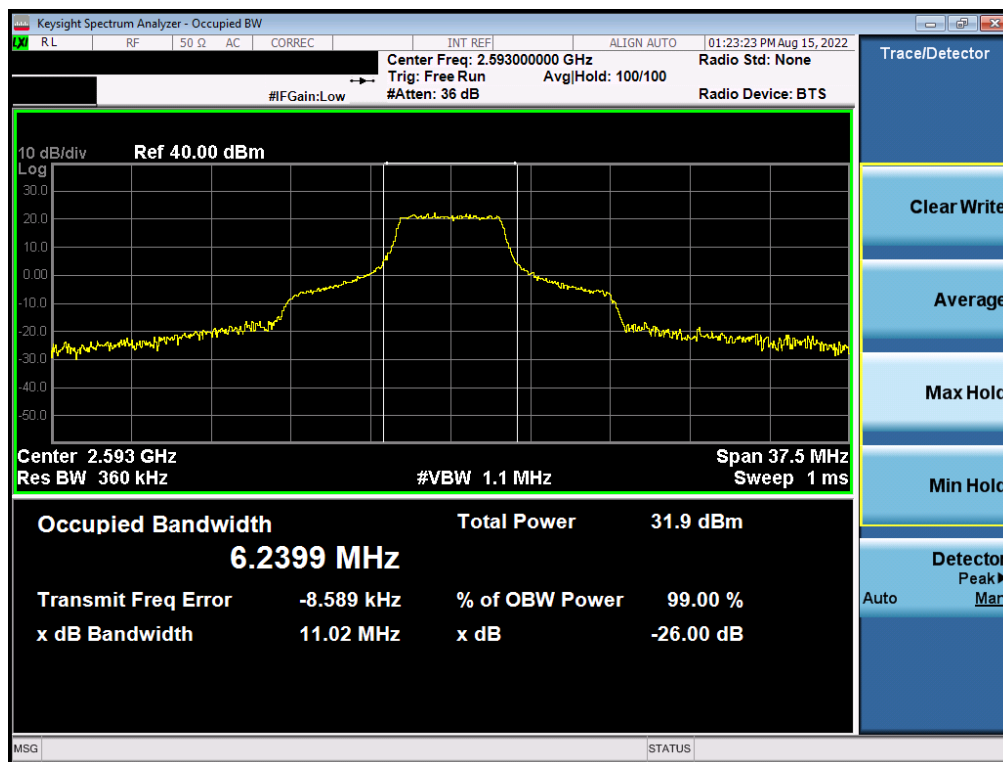 Keysight Spectrum Analyzer - Occupied BW
LXI RL RF 50 Ω AC CORREC INT REF ALIGN AUTO 01:23:23 PM Aug 15, 2022
Center Freq: 2.593000000 GHz Radio Std: None
Trig: Free Run Avg|Hold: 100/100
#IFGain:Low #Atten: 36 dB Radio Device: BTS
Trace/Detector
10 dB/div Ref 40.00 dBm
Log
30.0
20.0
10.0
0.00
-10.0
-20.0
-30.0
-40.0
-50.0
Center 2.593 GHz Span 37.5 MHz
Res BW 360 kHz #VBW 1.1 MHz Sweep 1 ms
Clear Write
Average
Max Hold
Min Hold
Detector
Peak▶
Auto Man
Occupied Bandwidth Total Power 31.9 dBm
6.2399 MHz
Transmit Freq Error -8.589 kHz % of OBW Power 99.00 %
x dB Bandwidth 11.02 MHz x dB -26.00 dB
MSG STATUS